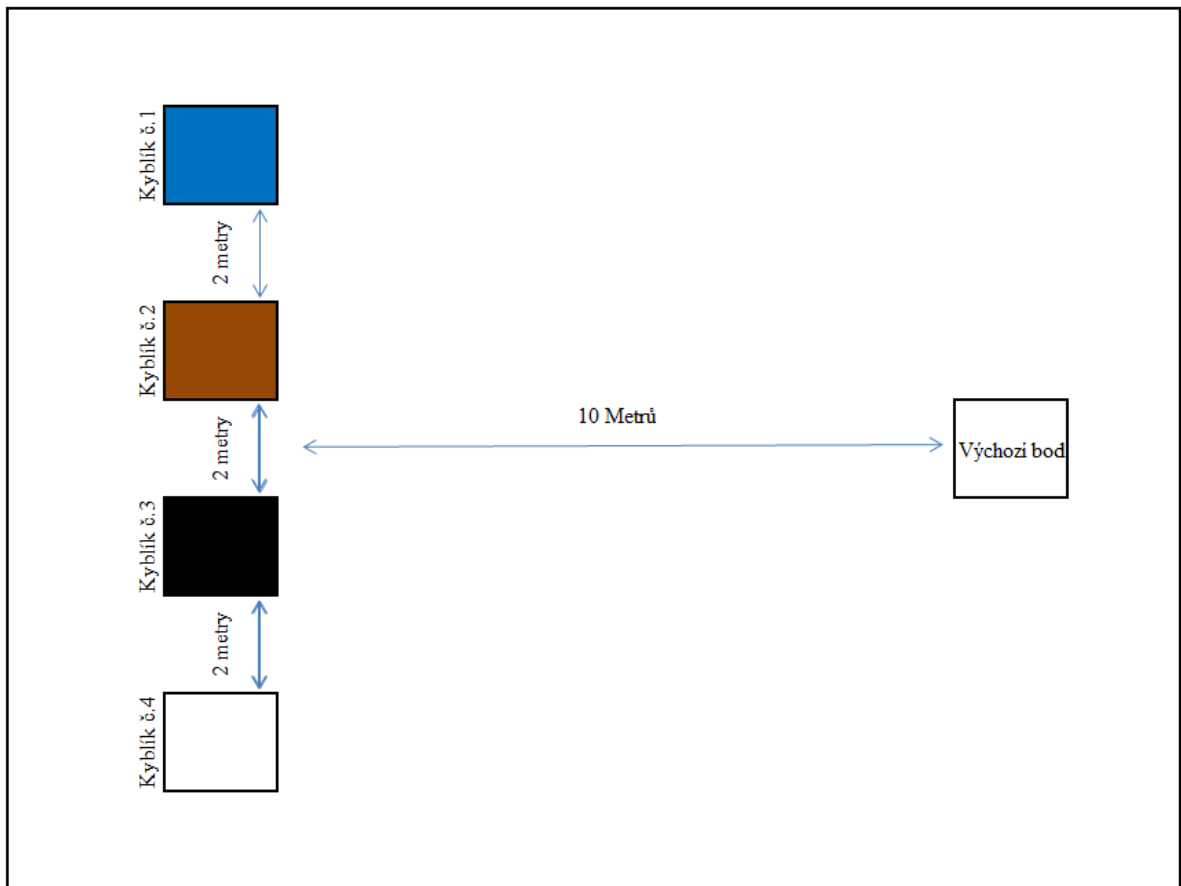 Kyblík č.1
2 metry
Kyblík č.2
10 Metrů
Výchozí bod
2 metry
Kyblík č.3
2 metry
Kyblík č.4